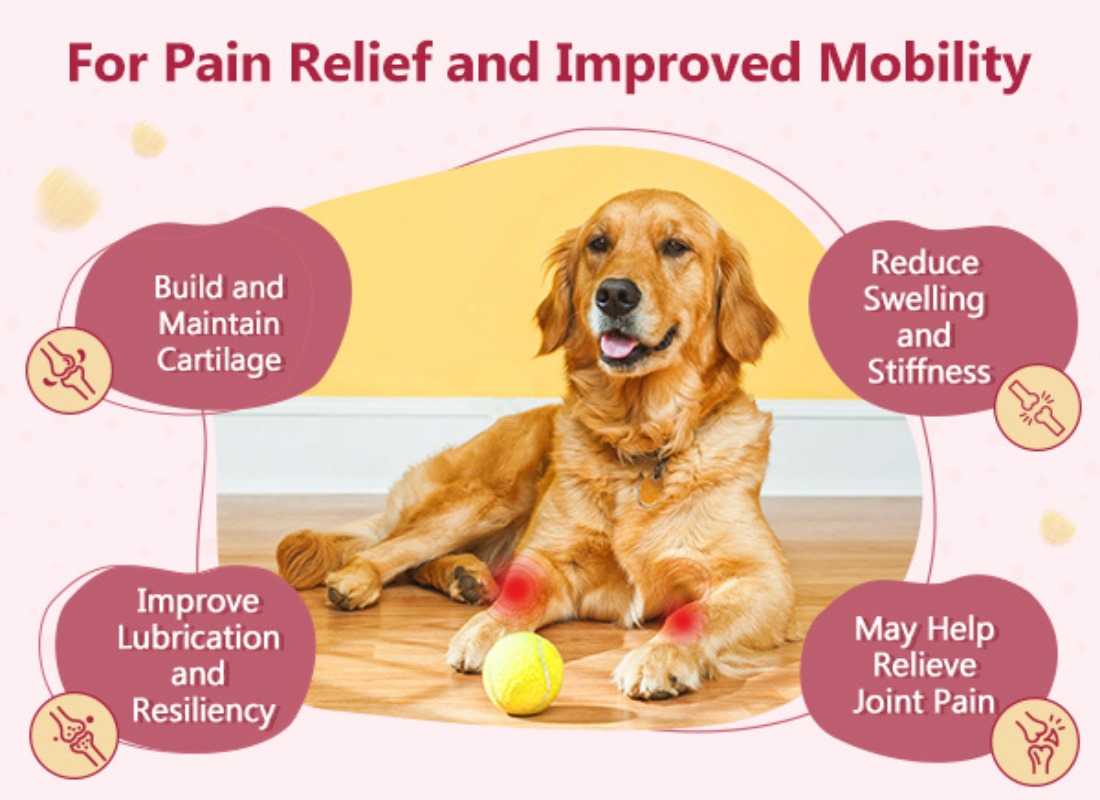 For Pain Relief and Improved Mobility
Build and
Maintain
Cartilage
Reduce
Swelling
and
Stiffness
Improve
Lubrication
and
Resiliency
May Help
Relieve
Joint Pain